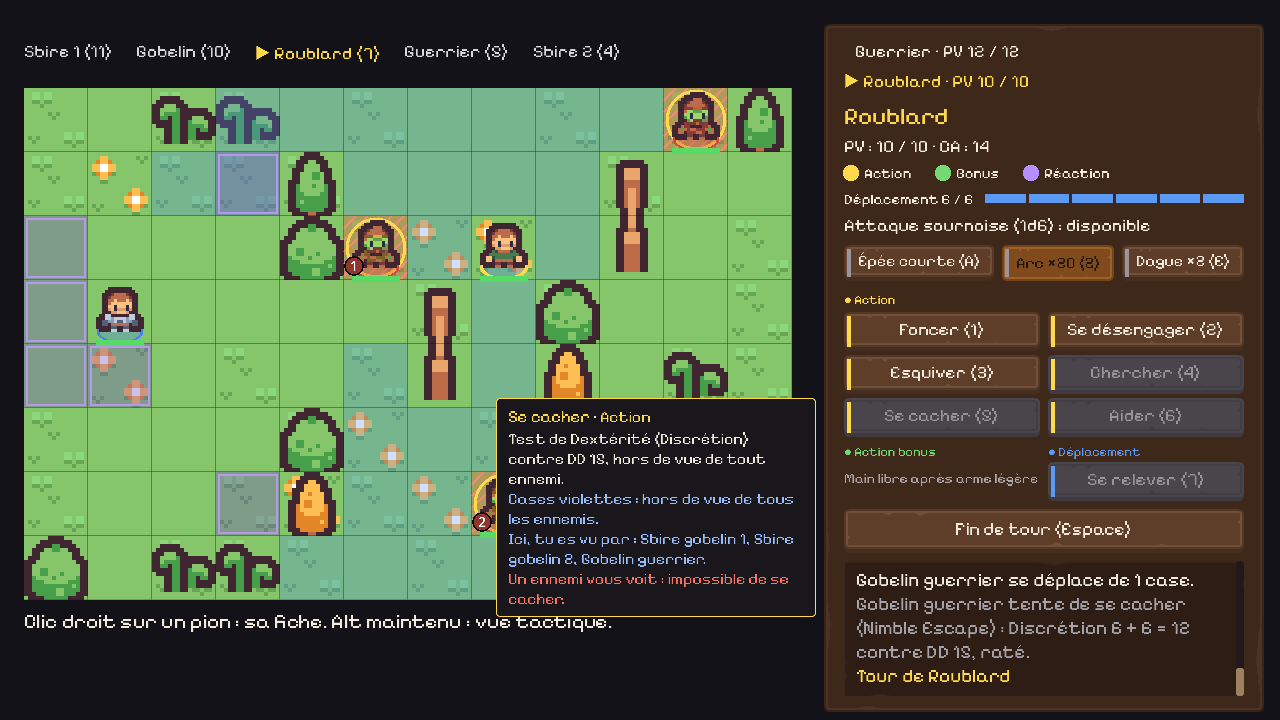 Sbire 1 (11) Gobelin (10) ▶ Roublard (7) Guerrier (5) Sbire 2 (4)
1
2
Se cacher · Action
Test de Dextérité (Discrétion)
contre DD 15, hors de vue de tout
ennemi.
Cases violettes : hors de vue de tous
les ennemis.
Ici, tu es vu par : Sbire gobelin 1, Sbire
gobelin 2, Gobelin guerrier.
Un ennemi vous voit : impossible de se
cacher.
Clic droit sur un pion : sa fiche. Alt maintenu : vue tactique.
Guerrier · PV 12 / 12
▶ Roublard · PV 10 / 10
Roublard
PV : 10 / 10 · CA : 14
Action Bonus Réaction
Déplacement 6 / 6
Attaque sournoise (1d6) : disponible
Épée courte (A) Arc ×20 (Z) Dague ×2 (E)
• Action
Foncer (1) Se désengager (2)
Esquiver (3) Chercher (4)
Se cacher (5) Aider (6)
• Action bonus • Déplacement
Main libre après arme légère Se relever (7)
Fin de tour (Espace)
Gobelin guerrier se déplace de 1 case.
Gobelin guerrier tente de se cacher
(Nimble Escape) : Discrétion 6 + 6 = 12
contre DD 15, raté.
Tour de Roublard